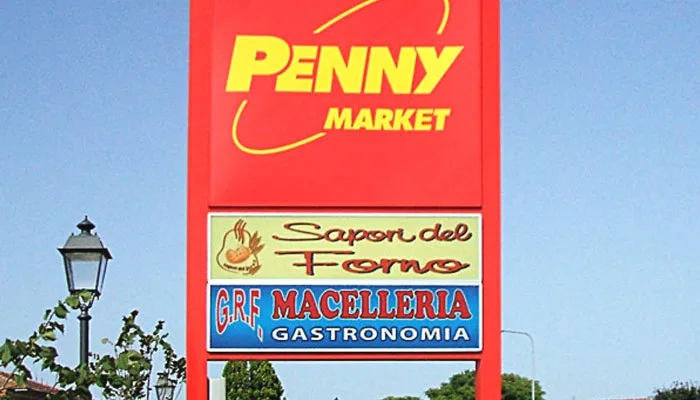 PENNY
MARKET
Sapori del
Forno
G.R.F. MACELLERIA
GASTRONOMIA